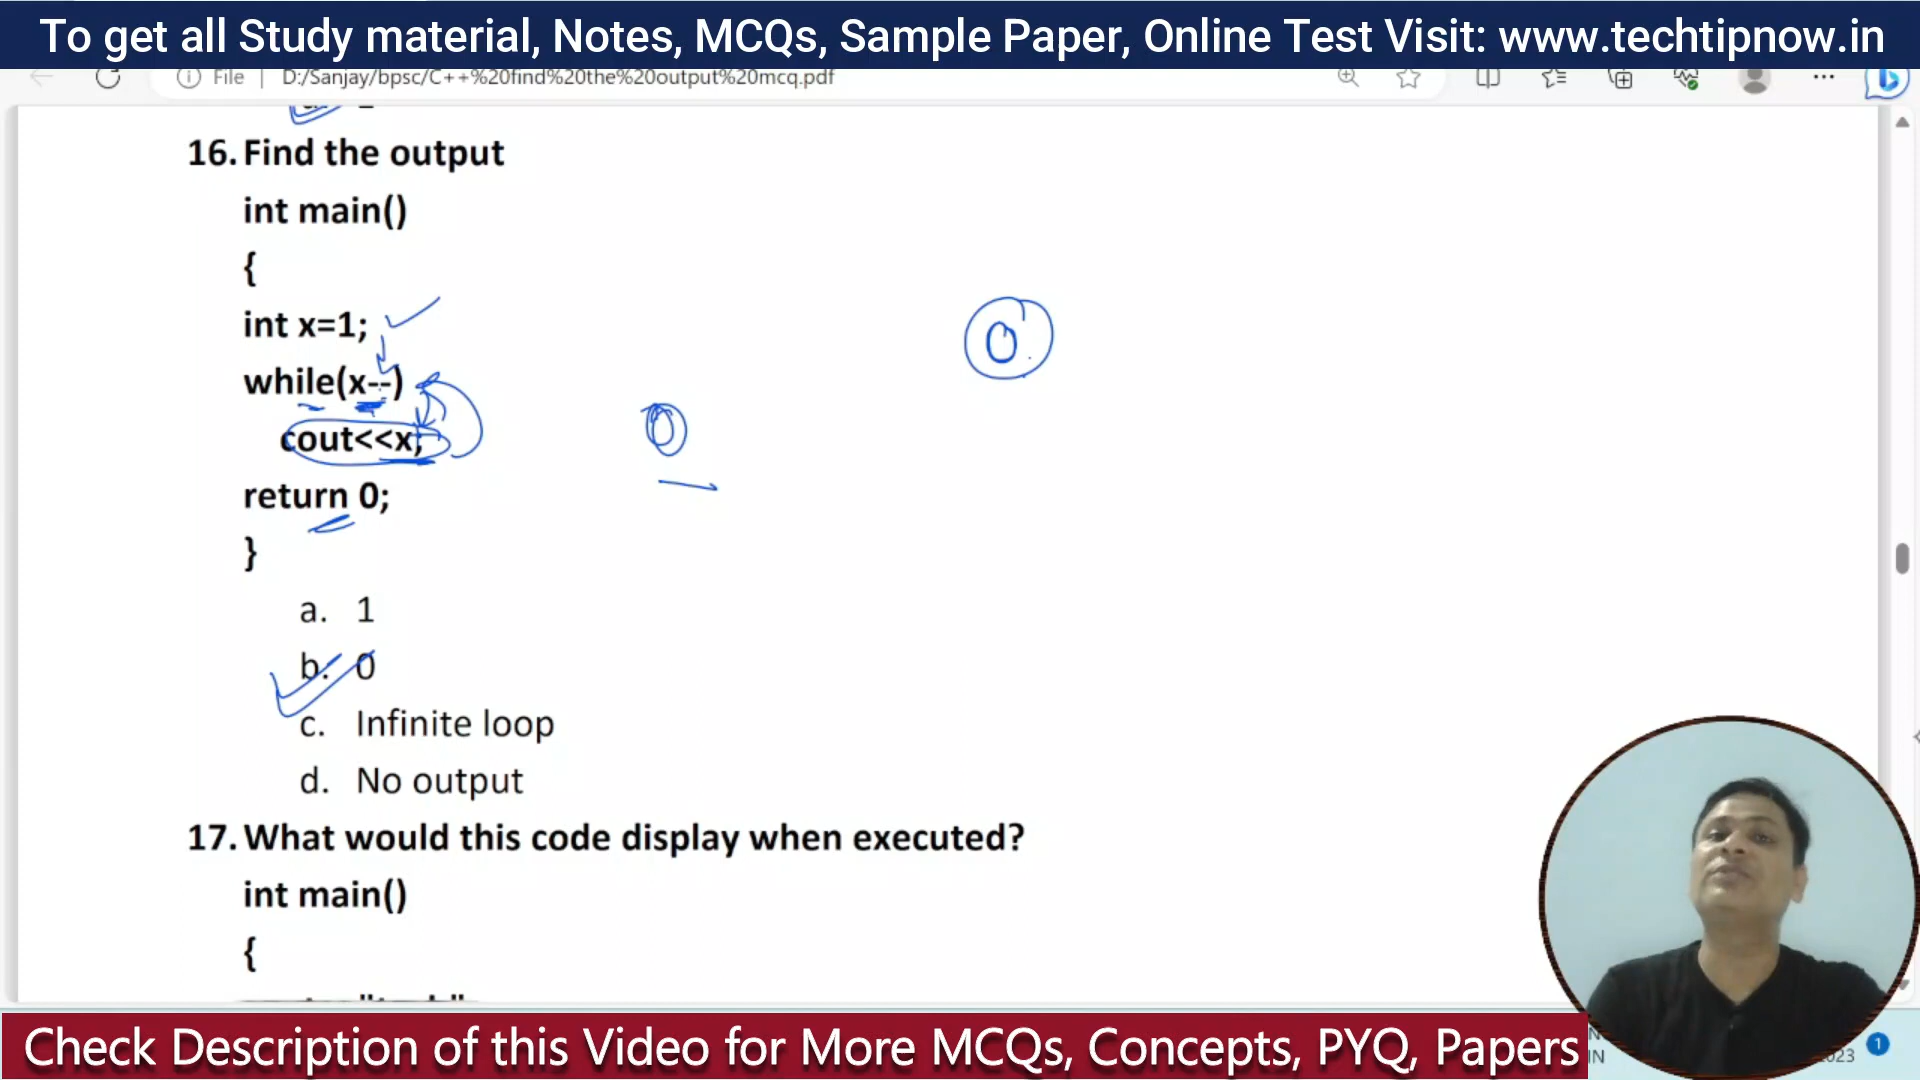 To get all Study material, Notes, MCQs, Sample Paper, Online Test Visit: www.techtipnow.in
File | D:/Sanjay/bpsc/C++%20find%20the%20output%20mcq.pdf
16. Find the output
int main()
{
int x=1;
while(x--)
cout<<x;
return 0;
}
0
0
a. 1
b. 0
c. Infinite loop
d. No output
17. What would this code display when executed?
int main()
{
Check Description of this Video for More MCQs, Concepts, PYQ, Papers
IN
1